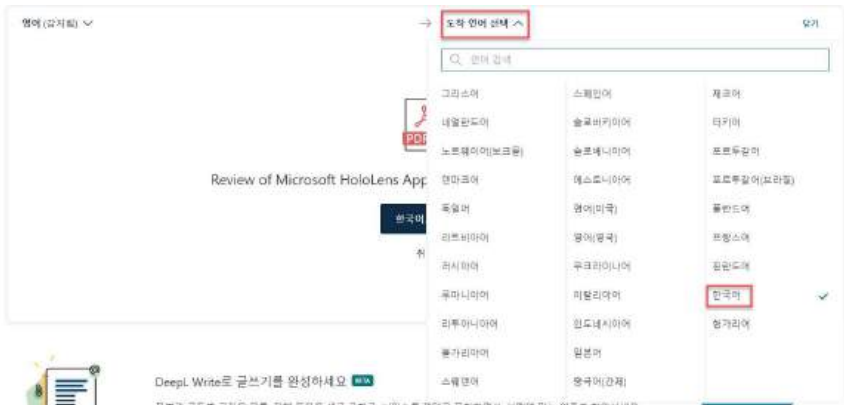 영어 (감지됨)
도착 언어 선택
닫기
언어 검색
그리스어 스페인어 체코어
네덜란드어 슬로바키아어 터키어
노르웨이어(보크몰) 슬로베니아어 포르투갈어
덴마크어 에스토니아어 포르투갈어(브라질)
독일어 영어(미국) 폴란드어
라트비아어 영어(영국) 프랑스어
러시아어 우크라이나어 핀란드어
루마니아어 이탈리아어 한국어
리투아니아어 인도네시아어 헝가리어
불가리아어 일본어
스웨덴어 중국어(간체)
PDF
Review of Microsoft HoloLens App
한국어
취
DeepL Write로 글쓰기를 완성하세요 BETA